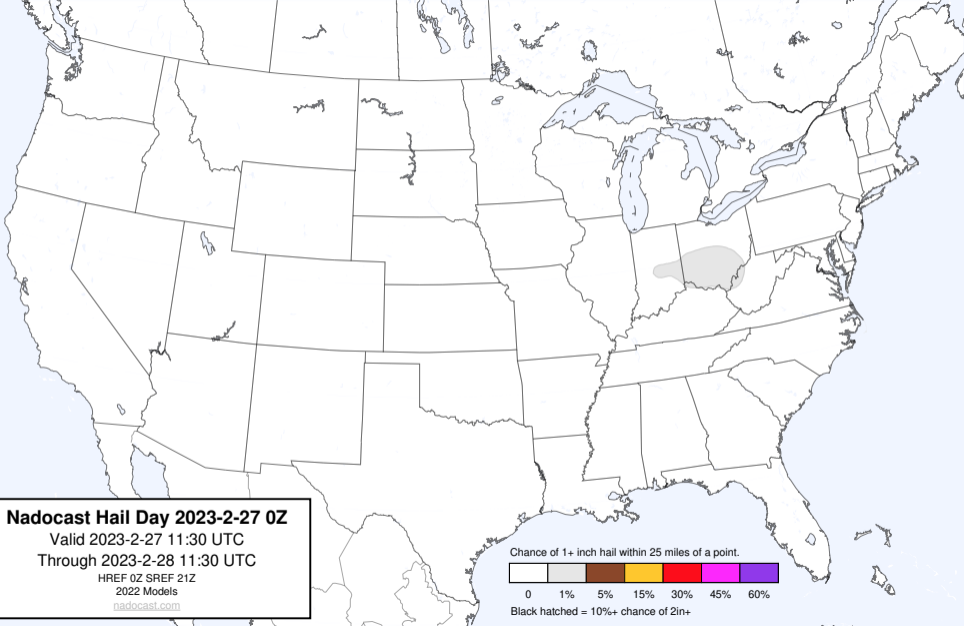 Nadocast Hail Day 2023-2-27 0Z
Valid 2023-2-27 11:30 UTC
Through 2023-2-28 11:30 UTC
HREF 0Z SREF 21Z
2022 Models
nadocast.com
Chance of 1+ inch hail within 25 miles of a point.
0 1% 5% 15% 30% 45% 60%
Black hatched = 10%+ chance of 2in+